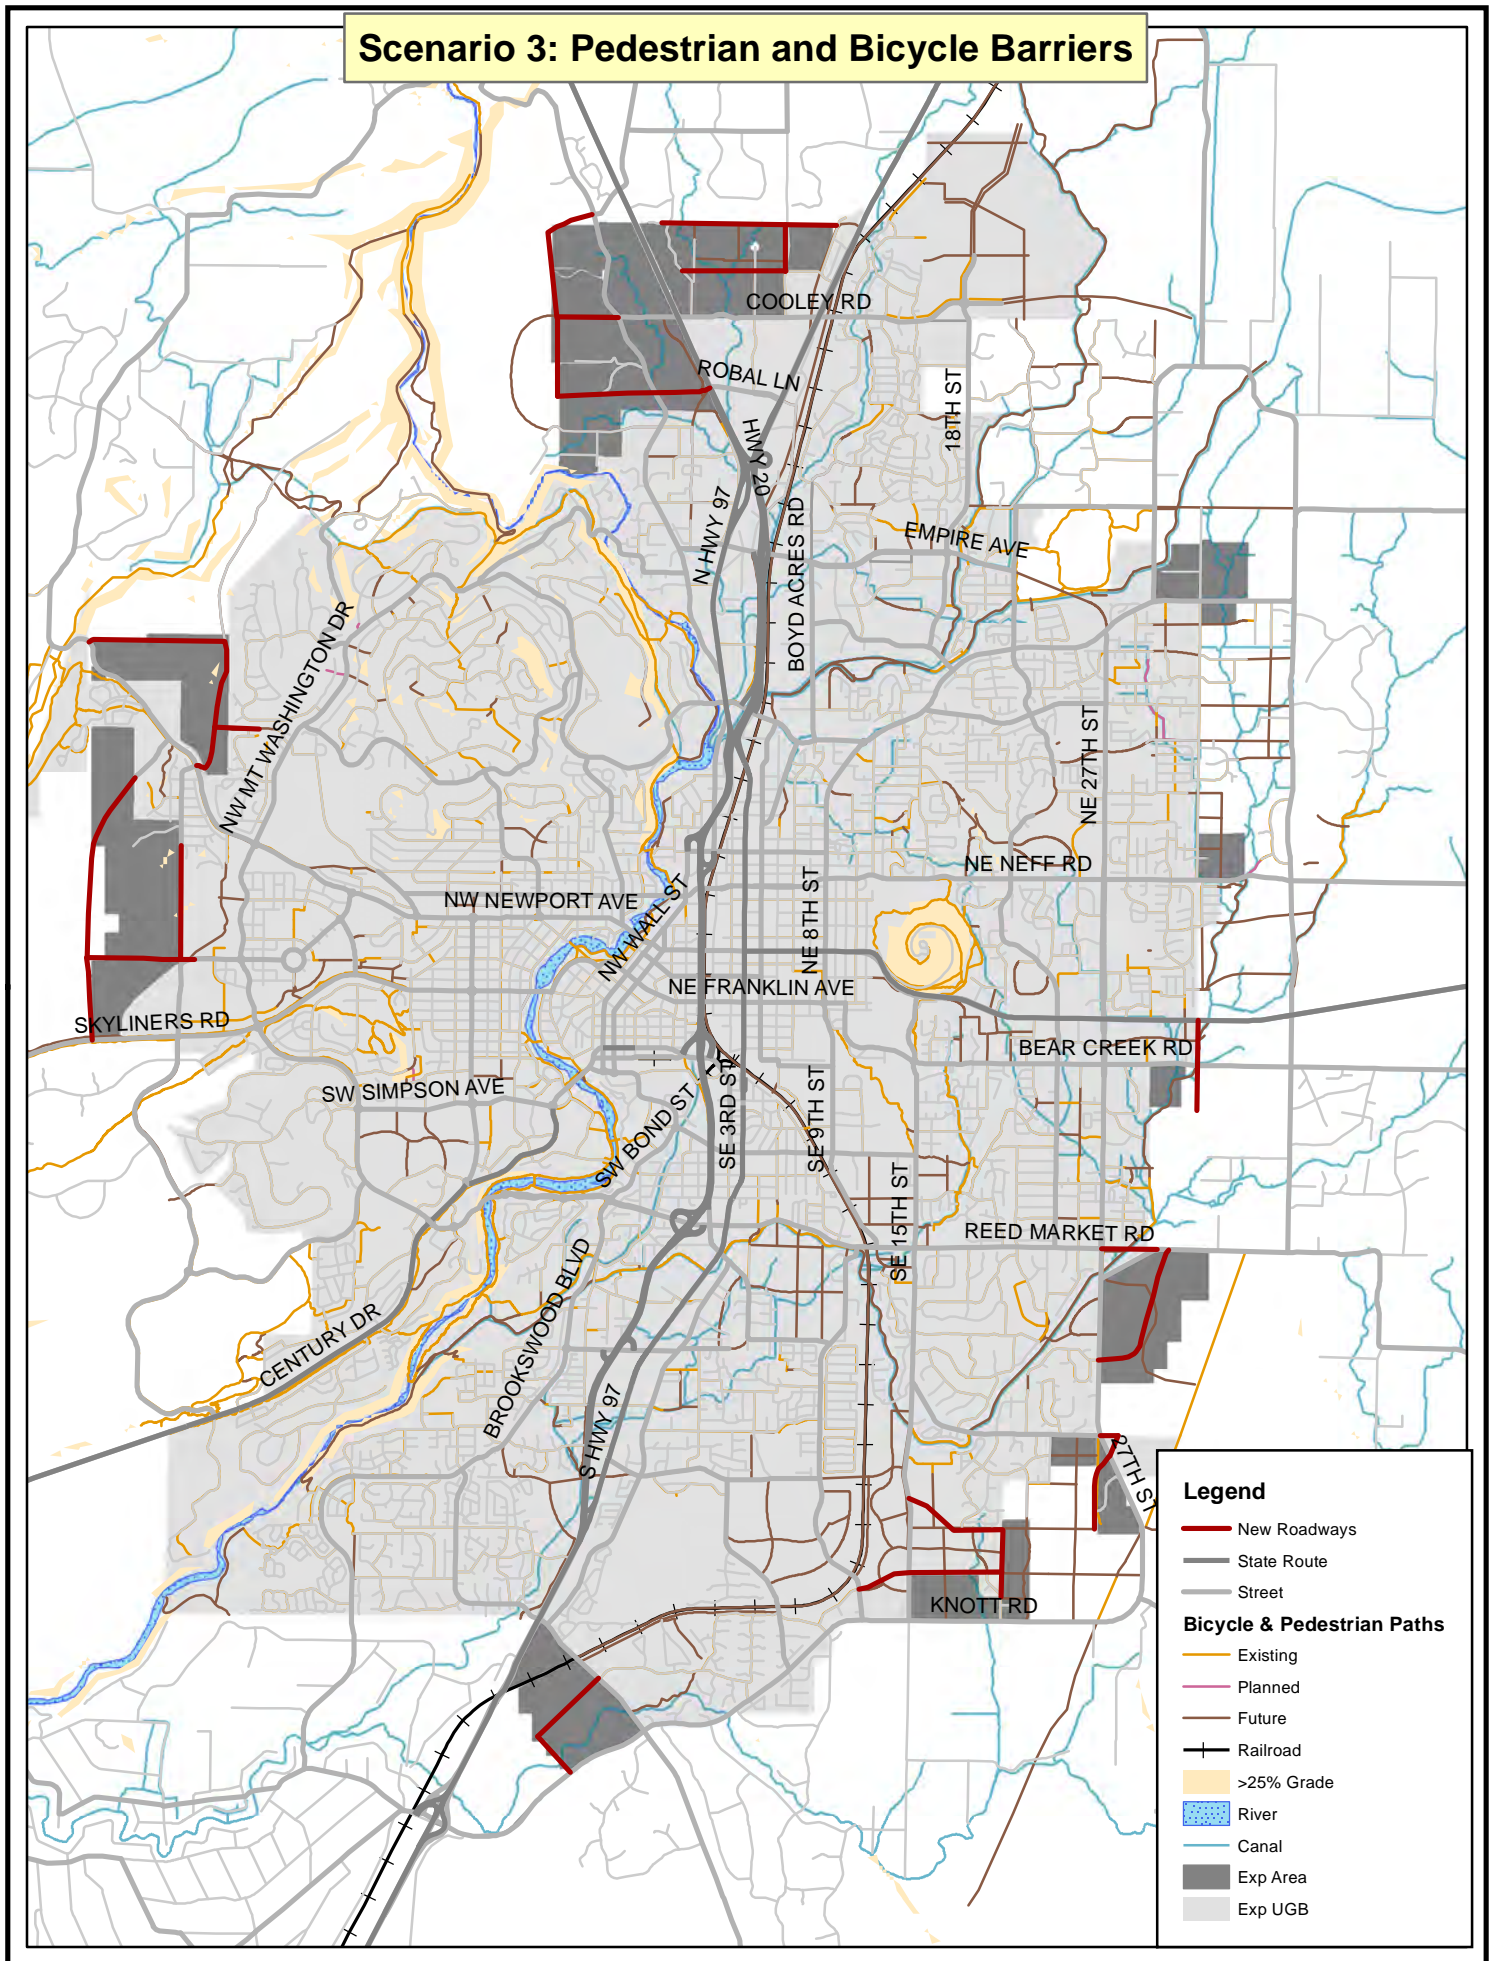 Scenario 3: Pedestrian and Bicycle Barriers
COOLEY RD
ROBAL LN
18TH ST
HWY 20
N HWY 97
BOYD ACRES RD
EMPIRE AVE
NW MT WASHINGTON DR
NE 27TH ST
NE NEFF RD
NW NEWPORT AVE
NW WALL ST
NE 8TH ST
NE FRANKLIN AVE
SKYLINERS RD
BEAR CREEK RD
SW SIMPSON AVE
SW BOND ST
SE 3RD ST
SE 9TH ST
SE 15TH ST
REED MARKET RD
BROOKSWOOD BLVD
CENTURY DR
S HWY 97
27TH ST
KNOTT RD
Legend
New Roadways
State Route
Street
Bicycle & Pedestrian Paths
Existing
Planned
Future
Railroad
>25% Grade
River
Canal
Exp Area
Exp UGB